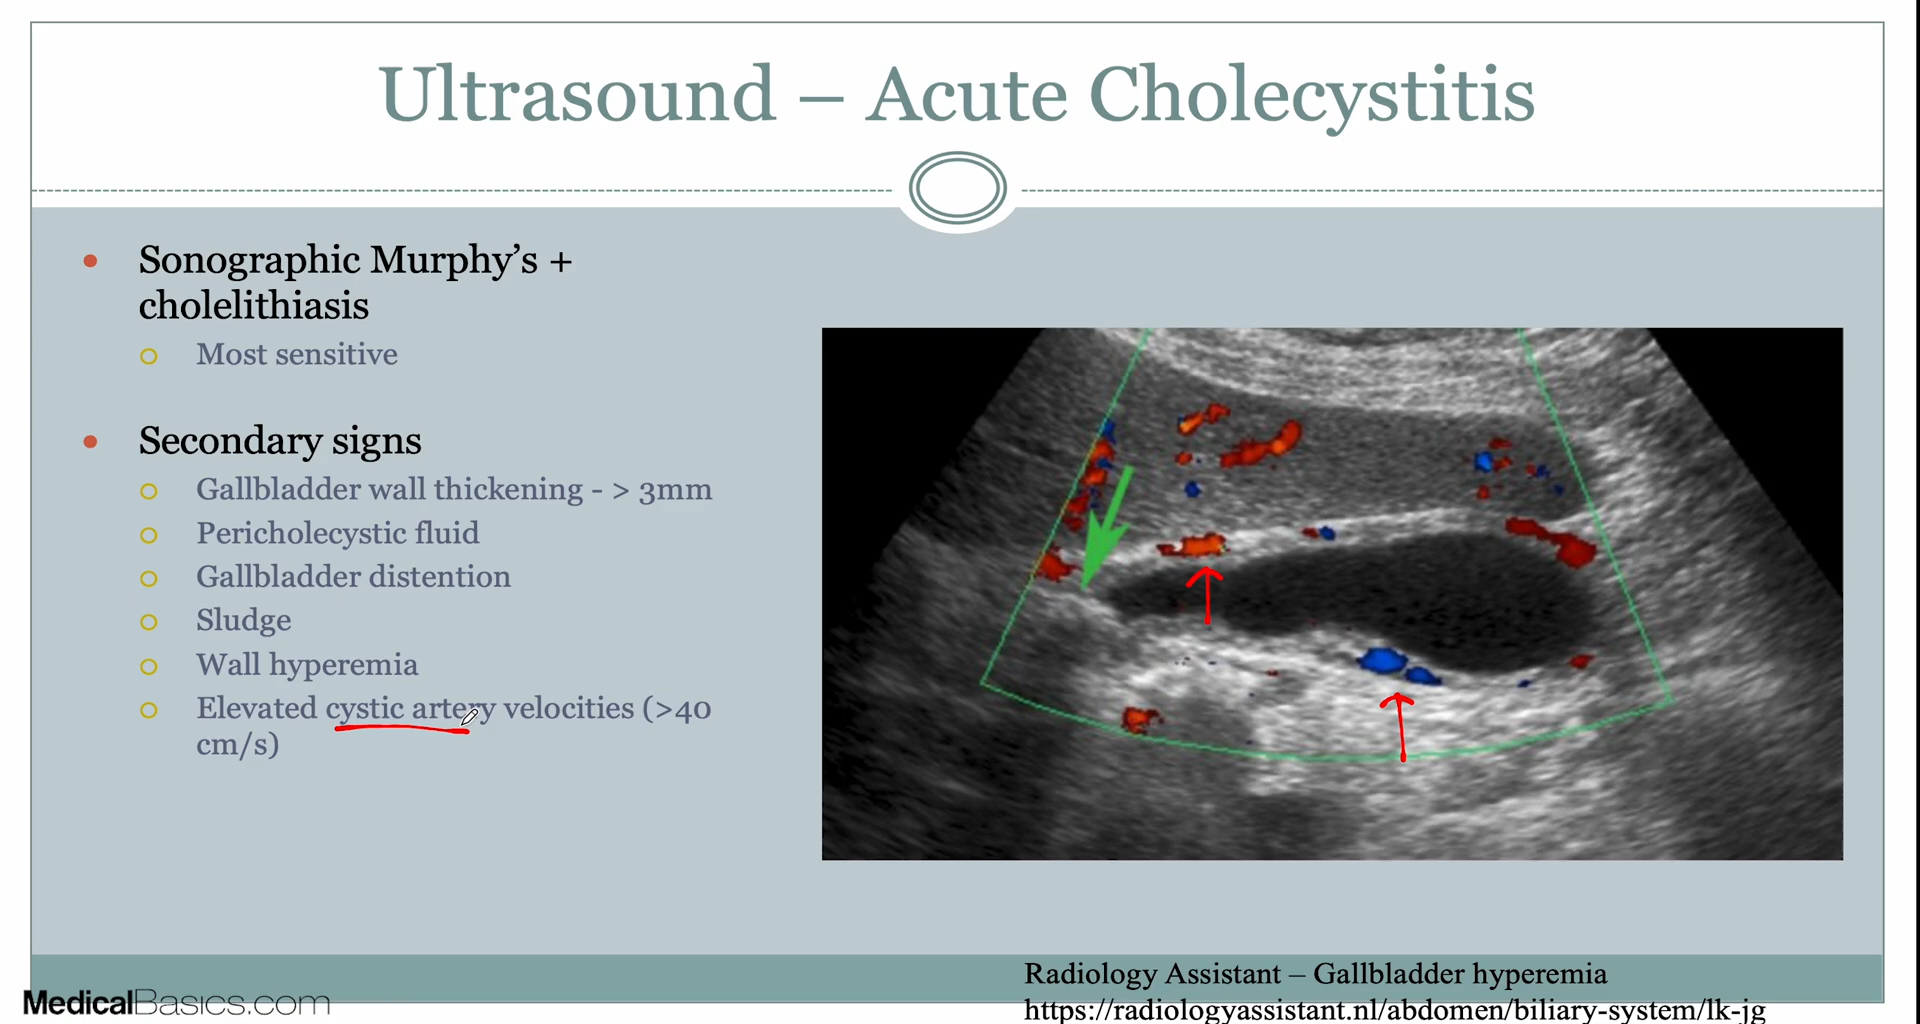 Ultrasound – Acute Cholecystitis
Sonographic Murphy’s +
cholelithiasis
Most sensitive
Secondary signs
Gallbladder wall thickening - > 3mm
Pericholecystic fluid
Gallbladder distention
Sludge
Wall hyperemia
Elevated cystic artery velocities (>40
cm/s)
Radiology Assistant – Gallbladder hyperemia
https://radiologyassistant.nl/abdomen/biliary-system/lk-jg
MedicalBasics.com